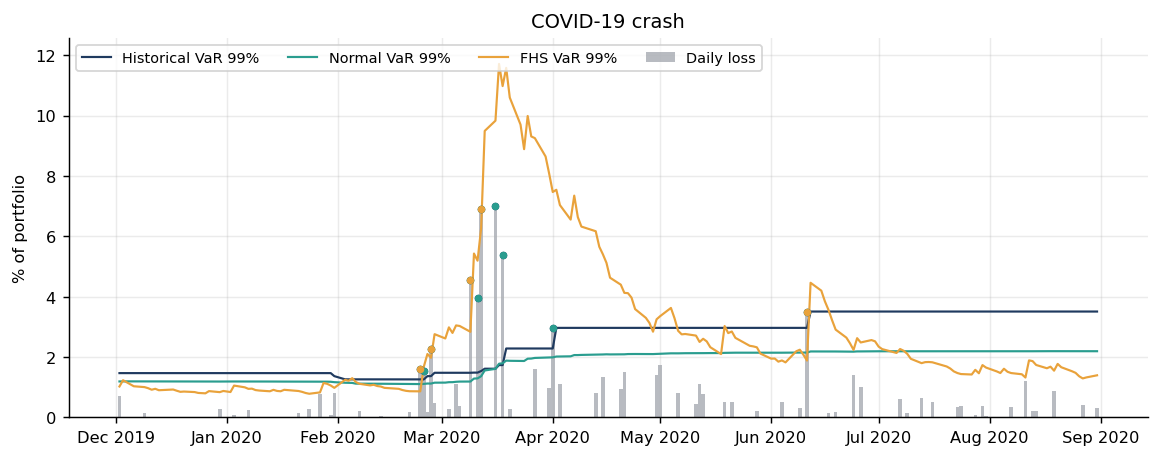 COVID-19 crash
Historical VaR 99% Normal VaR 99% FHS VaR 99% Daily loss
% of portfolio
12
10
8
6
4
2
0
Dec 2019 Jan 2020 Feb 2020 Mar 2020 Apr 2020 May 2020 Jun 2020 Jul 2020 Aug 2020 Sep 2020